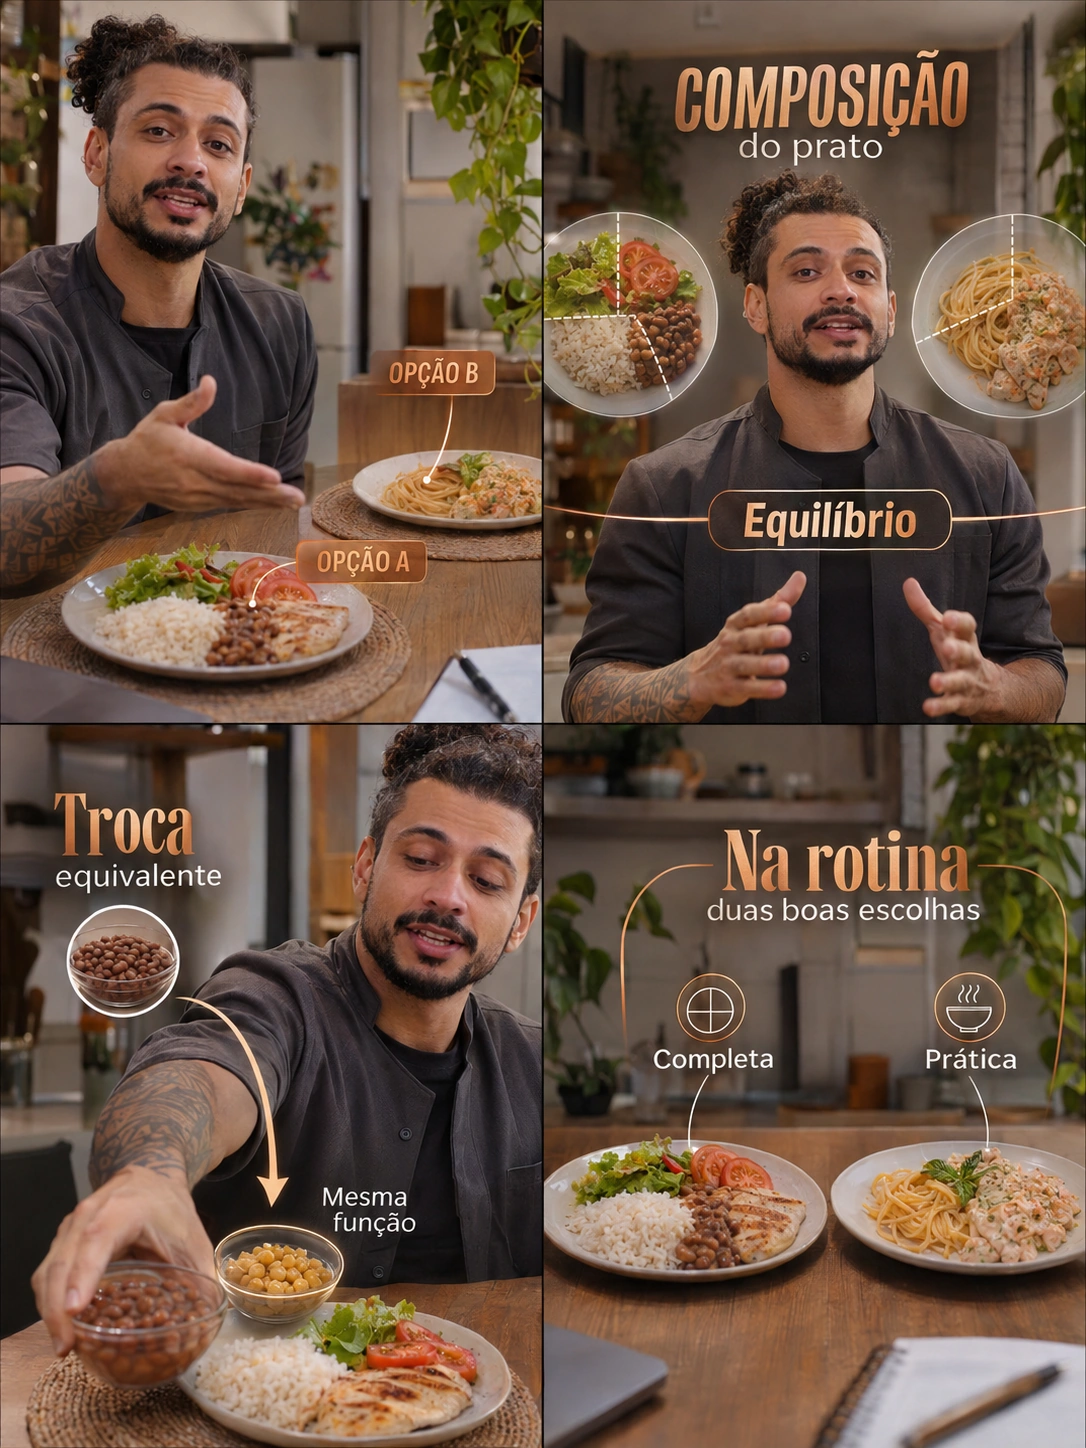 OPÇÃO B
OPÇÃO A
COMPOSIÇÃO
do prato
Equilíbrio
Troca
equivalente
Mesma
função
Na rotina
duas boas escolhas
Completa
Prática